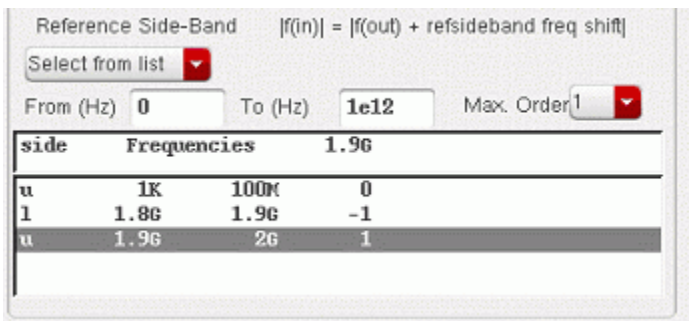 Reference Side-Band |f(in)| = |f(out) + refsideband freq shift|
Select from list
From (Hz) 0 To (Hz) 1e12 Max. Order 1
side Frequencies 1.9G
u 1K 100M 0
l 1.8G 1.9G -1
u 1.9G 2G 1